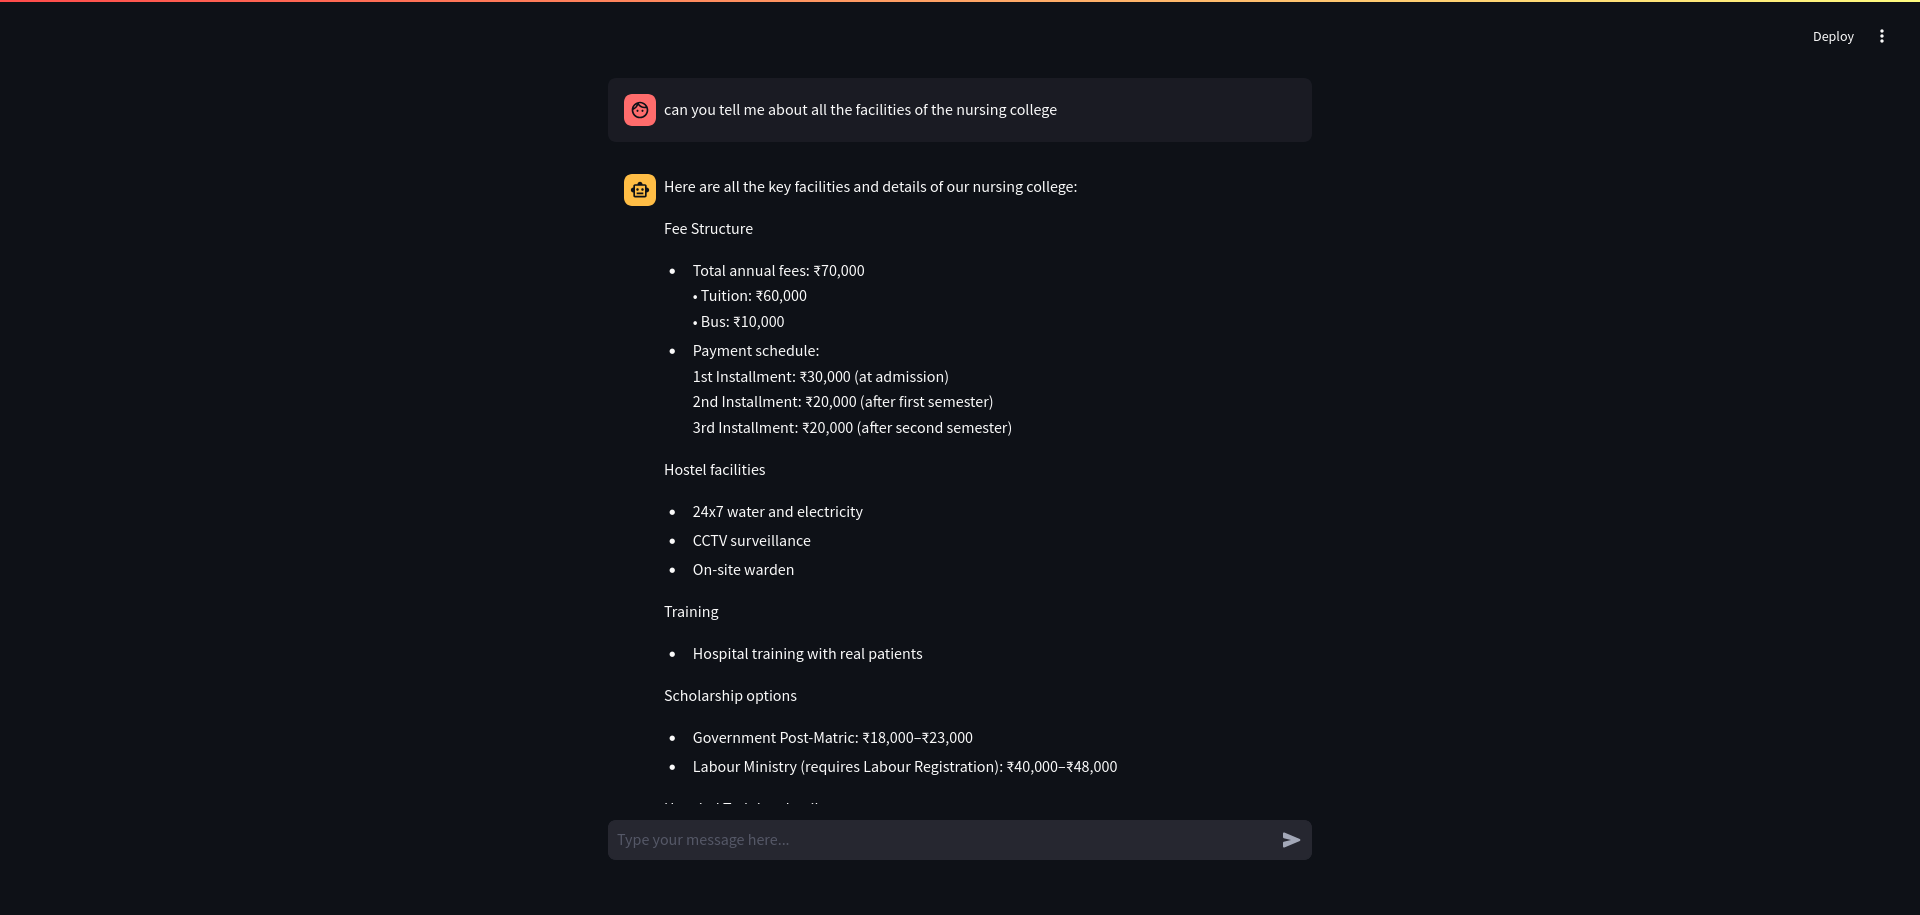 Deploy
can you tell me about all the facilities of the nursing college
Here are all the key facilities and details of our nursing college:
Fee Structure
• Total annual fees: ₹70,000
• Tuition: ₹60,000
• Bus: ₹10,000
• Payment schedule:
1st Installment: ₹30,000 (at admission)
2nd Installment: ₹20,000 (after first semester)
3rd Installment: ₹20,000 (after second semester)
Hostel facilities
• 24x7 water and electricity
• CCTV surveillance
• On-site warden
Training
• Hospital training with real patients
Scholarship options
• Government Post-Matric: ₹18,000–₹23,000
• Labour Ministry (requires Labour Registration): ₹40,000–₹48,000
Type your message here...